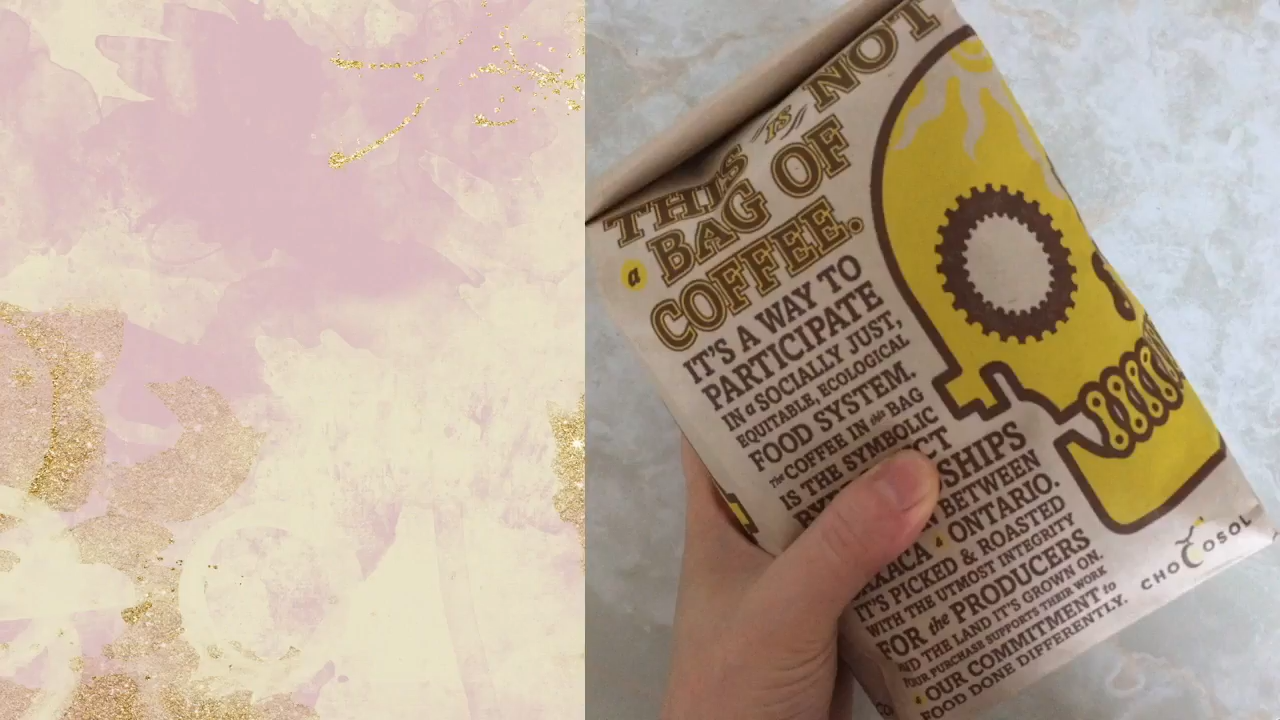 THIS IS NOT
a BAG OF
COFFEE.
IT'S A WAY TO
PARTICIPATE
IN a SOCIALLY JUST,
EQUITABLE, ECOLOGICAL
FOOD SYSTEM.
The COFFEE IN this BAG
IS THE SYMBOLIC
CT
SHIPS
BETWEEN
ONTARIO.
IT'S PICKED & ROASTED
WITH THE UTMOST INTEGRITY
FOR the PRODUCERS
AND THE LAND IT'S GROWN ON.
YOUR PURCHASE SUPPORTS THEIR WORK
& OUR COMMITMENT to
FOOD DONE DIFFERENTLY.
CHOCOSOL